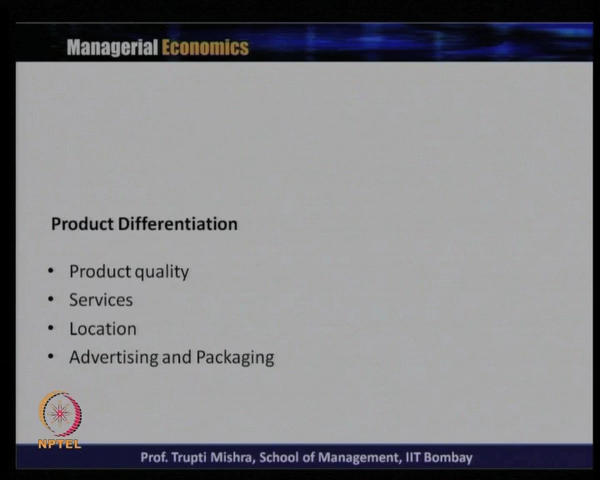 Managerial Economics
Product Differentiation
• Product quality
• Services
• Location
• Advertising and Packaging
NPTEL
Prof. Trupti Mishra, School of Management, IIT Bombay